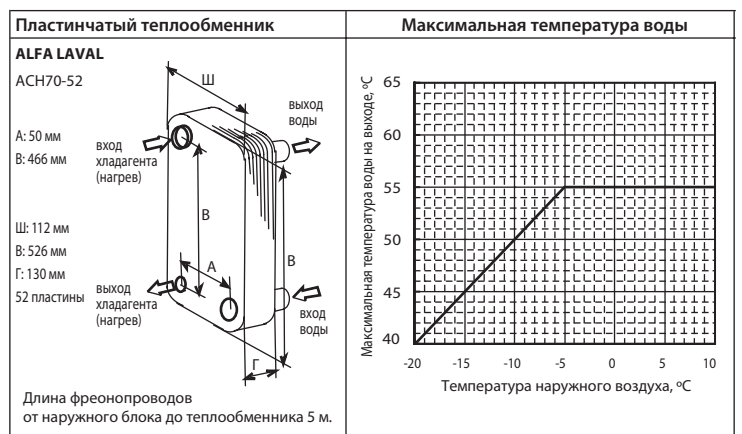 Пластинчатый теплообменник
Максимальная температура воды
ALFA LAVAL
ACH70-52
А: 50 мм
В: 466 мм
Ш: 112 мм
В: 526 мм
Г: 130 мм
52 пластины
Ш
выход
воды
вход
хладагента
(нагрев)
В
А
В
выход
хладагента
(нагрев)
вход
воды
Г
Длина фреонопроводов
от наружного блока до теплообменника 5 м.
Максимальная температура воды на выходе, ºС
65
60
55
50
45
40
-20 -15 -10 -5 0 5 10
Температура наружного воздуха, ºС